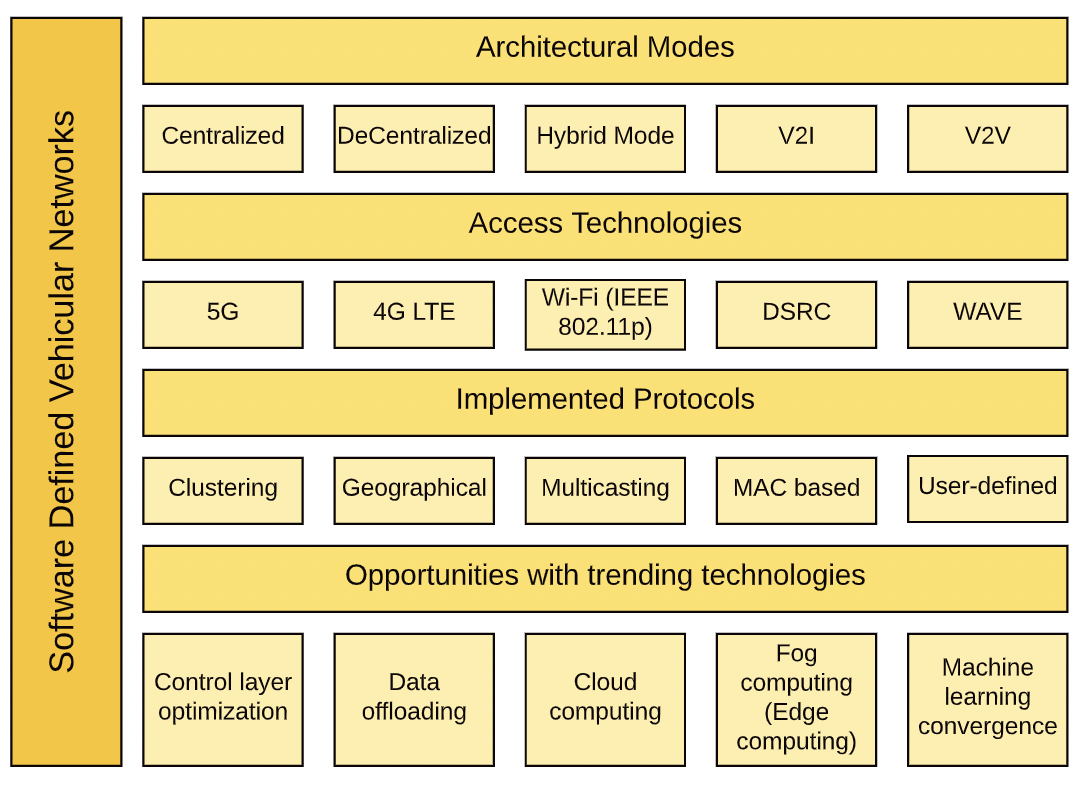 Software Defined Vehicular Networks
Architectural Modes
Centralized
DeCentralized
Hybrid Mode
V2I
V2V
Access Technologies
5G
4G LTE
Wi-Fi (IEEE
802.11p)
DSRC
WAVE
Implemented Protocols
Clustering
Geographical
Multicasting
MAC based
User-defined
Opportunities with trending technologies
Control layer
optimization
Data
offloading
Cloud
computing
Fog
computing
(Edge
computing)
Machine
learning
convergence